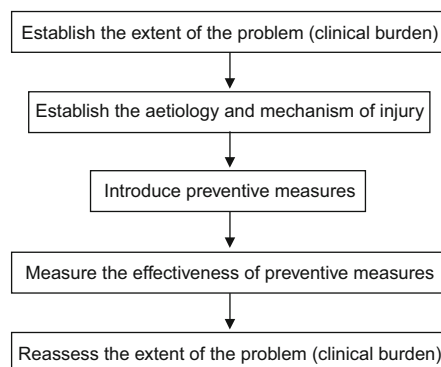 Establish the extent of the problem (clinical burden)
Establish the aetiology and mechanism of injury
Introduce preventive measures
Measure the effectiveness of preventive measures
Reassess the extent of the problem (clinical burden)